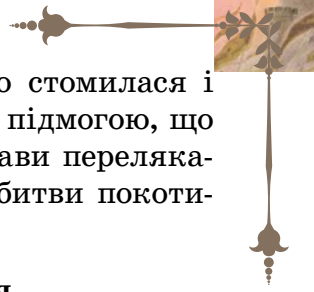 о стомилася і
підмогою, що
ави переляка-
битви покоти-